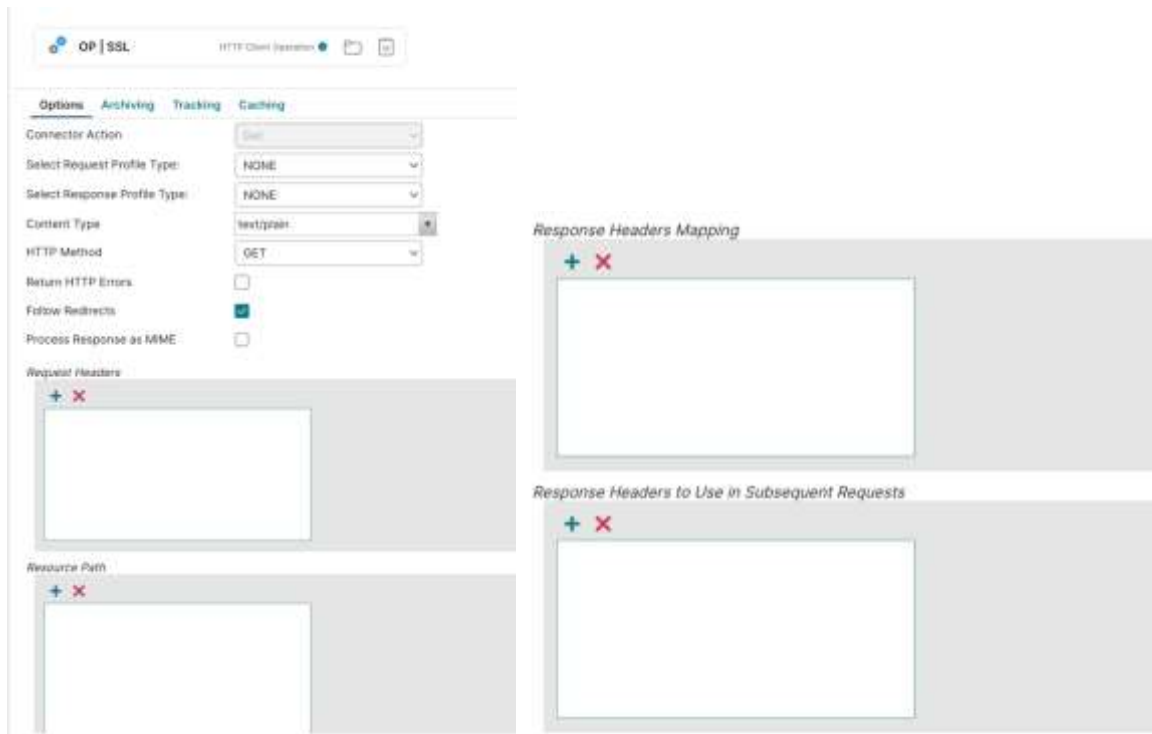 OP | SSL
HTTP Client Operation
Options Archiving Tracking Caching
Connector Action
Get
Select Request Profile Type:
NONE
Select Response Profile Type:
NONE
Content Type
text/plain
HTTP Method
GET
Return HTTP Errors
Follow Redirects
Process Response as MIME
Request Headers
Resource Path
Response Headers Mapping
Response Headers to Use in Subsequent Requests